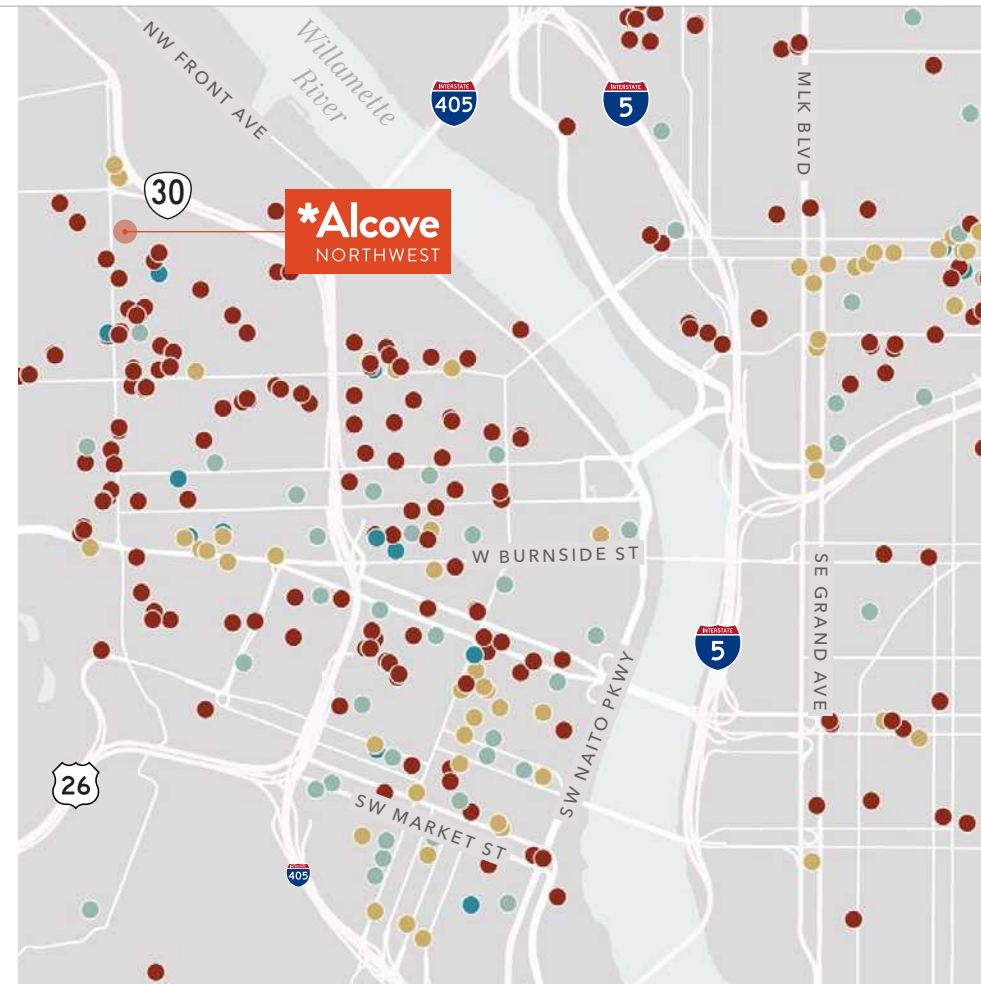 NW FRONT AVE
Willamette
River
INTERSTATE
405
INTERSTATE
5
MLK BLVD
30
*Alcove
NORTHWEST
W BURNSIDE ST
SE GRAND AVE
INTERSTATE
5
SW NAITO PKWY
26
SW MARKET ST
405